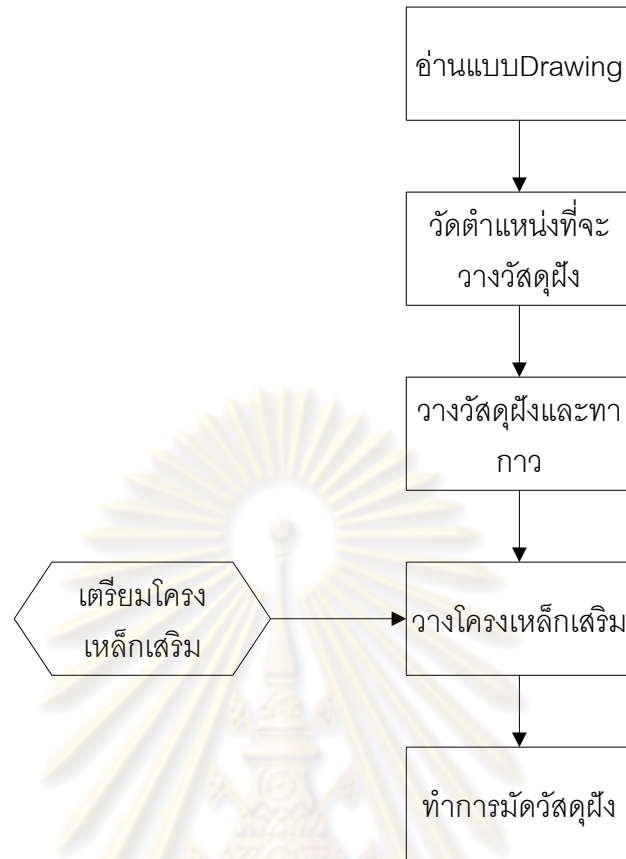 อ่านแบบDrawing
วัดตำแหน่งที่จะ
วางวัสดุฝัง
วางวัสดุฝังและทา
กาว
เตรียมโครง
เหล็กเสริม
วางโครงเหล็กเสริม
ทำการมัดวัสดุฝัง